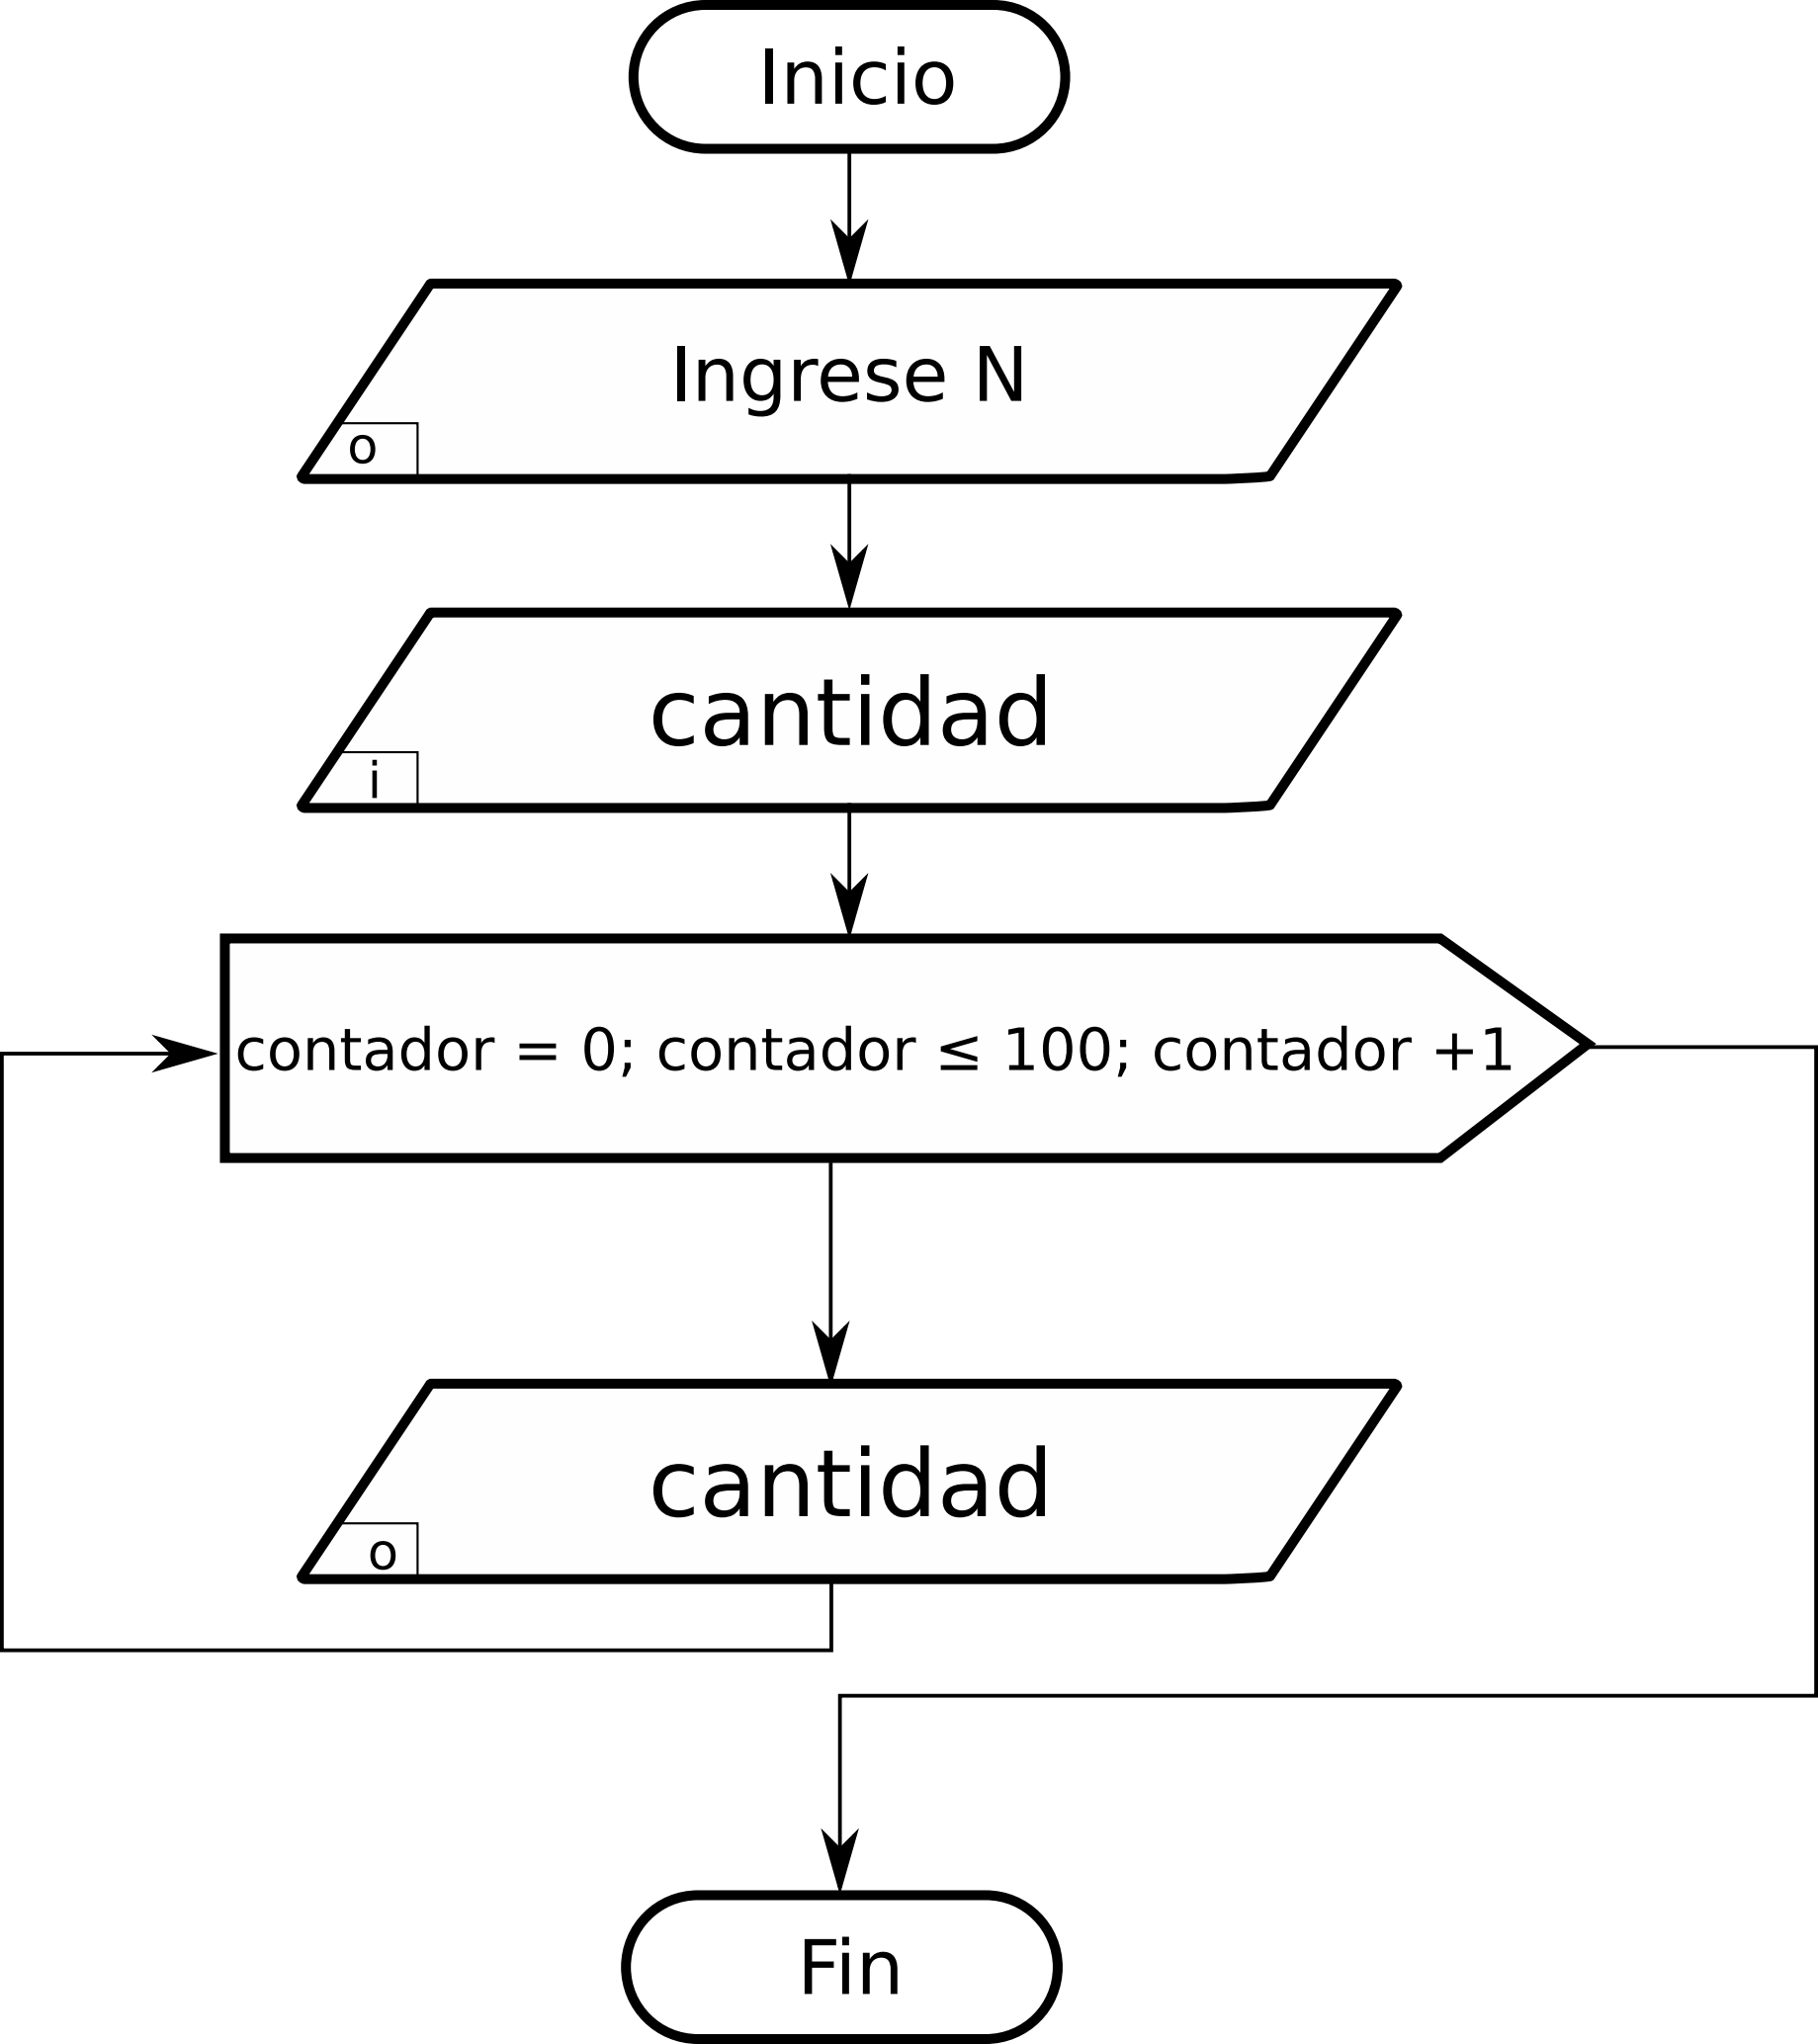 Inicio
Ingrese N
o
cantidad
i
contador = 0; contador ≤ 100; contador +1
cantidad
o
Fin